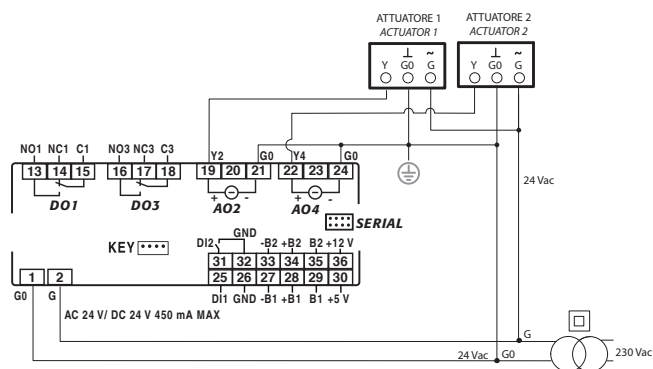 ATTUATORE 1
ACTUATOR 1
ATTUATORE 2
ACTUATOR 2
Y G0 G
⊥ ~
Y G0 G
⊥ ~
NO1 NC1 C1
NO3 NC3 C3
Y2 G0
Y4 G0
13 14 15
16 17 18
19 20 21
22 23 24
DO1
DO3
+ -
AO2
+ -
AO4
SERIAL
24 Vac
KEY
DI2 GND -B2 +B2 B2 +12 V
31 32 33 34 35 36
25 26 27 28 29 30
DI1 GND -B1 +B1 B1 +5 V
1 2
G0 G
AC 24 V/ DC 24 V 450 mA MAX
G
24 Vac G0
230 Vac